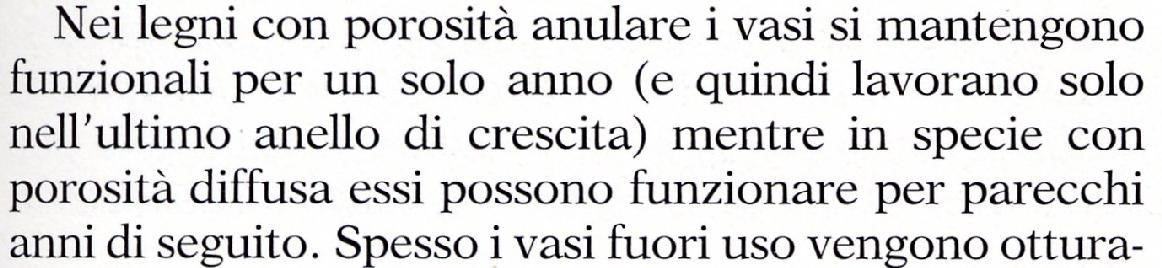 Nei legni con porosità anulare i vasi si mantengono
funzionali per un solo anno (e quindi lavorano solo
nell'ultimo anello di crescita) mentre in specie con
porosità diffusa essi possono funzionare per parecchi
anni di seguito. Spesso i vasi fuori uso vengono ottura-